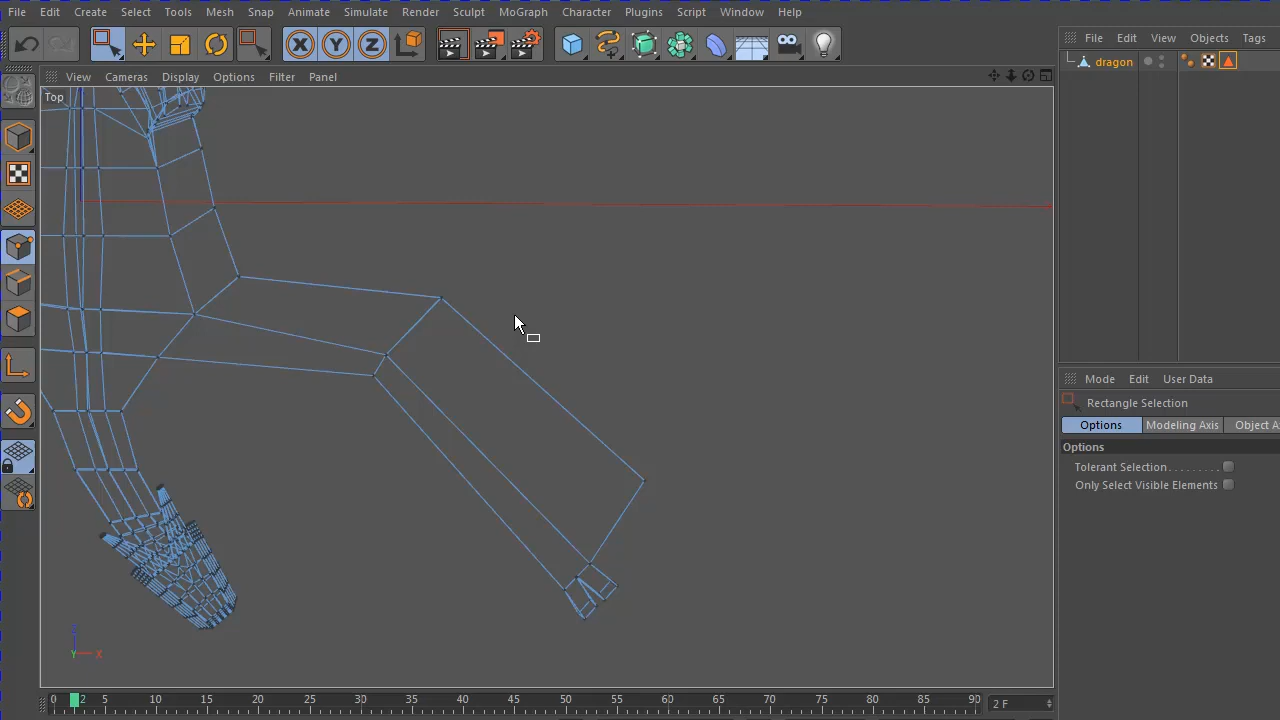 File Edit Create Select Tools Mesh Snap Animate Simulate Render Sculpt MoGraph Character Plugins Script Window Help
File Edit View Objects Tags
dragon
View Cameras Display Options Filter Panel
Top
X
Y
Z
Mode Edit User Data
Rectangle Selection
Options Modeling Axis Object A
Options
Tolerant Selection . . . . . . . .
Only Select Visible Elements
Z
Y X
0 2 5 10 15 20 25 30 35 40 45 50 55 60 65 70 75 80 85 90 2 F